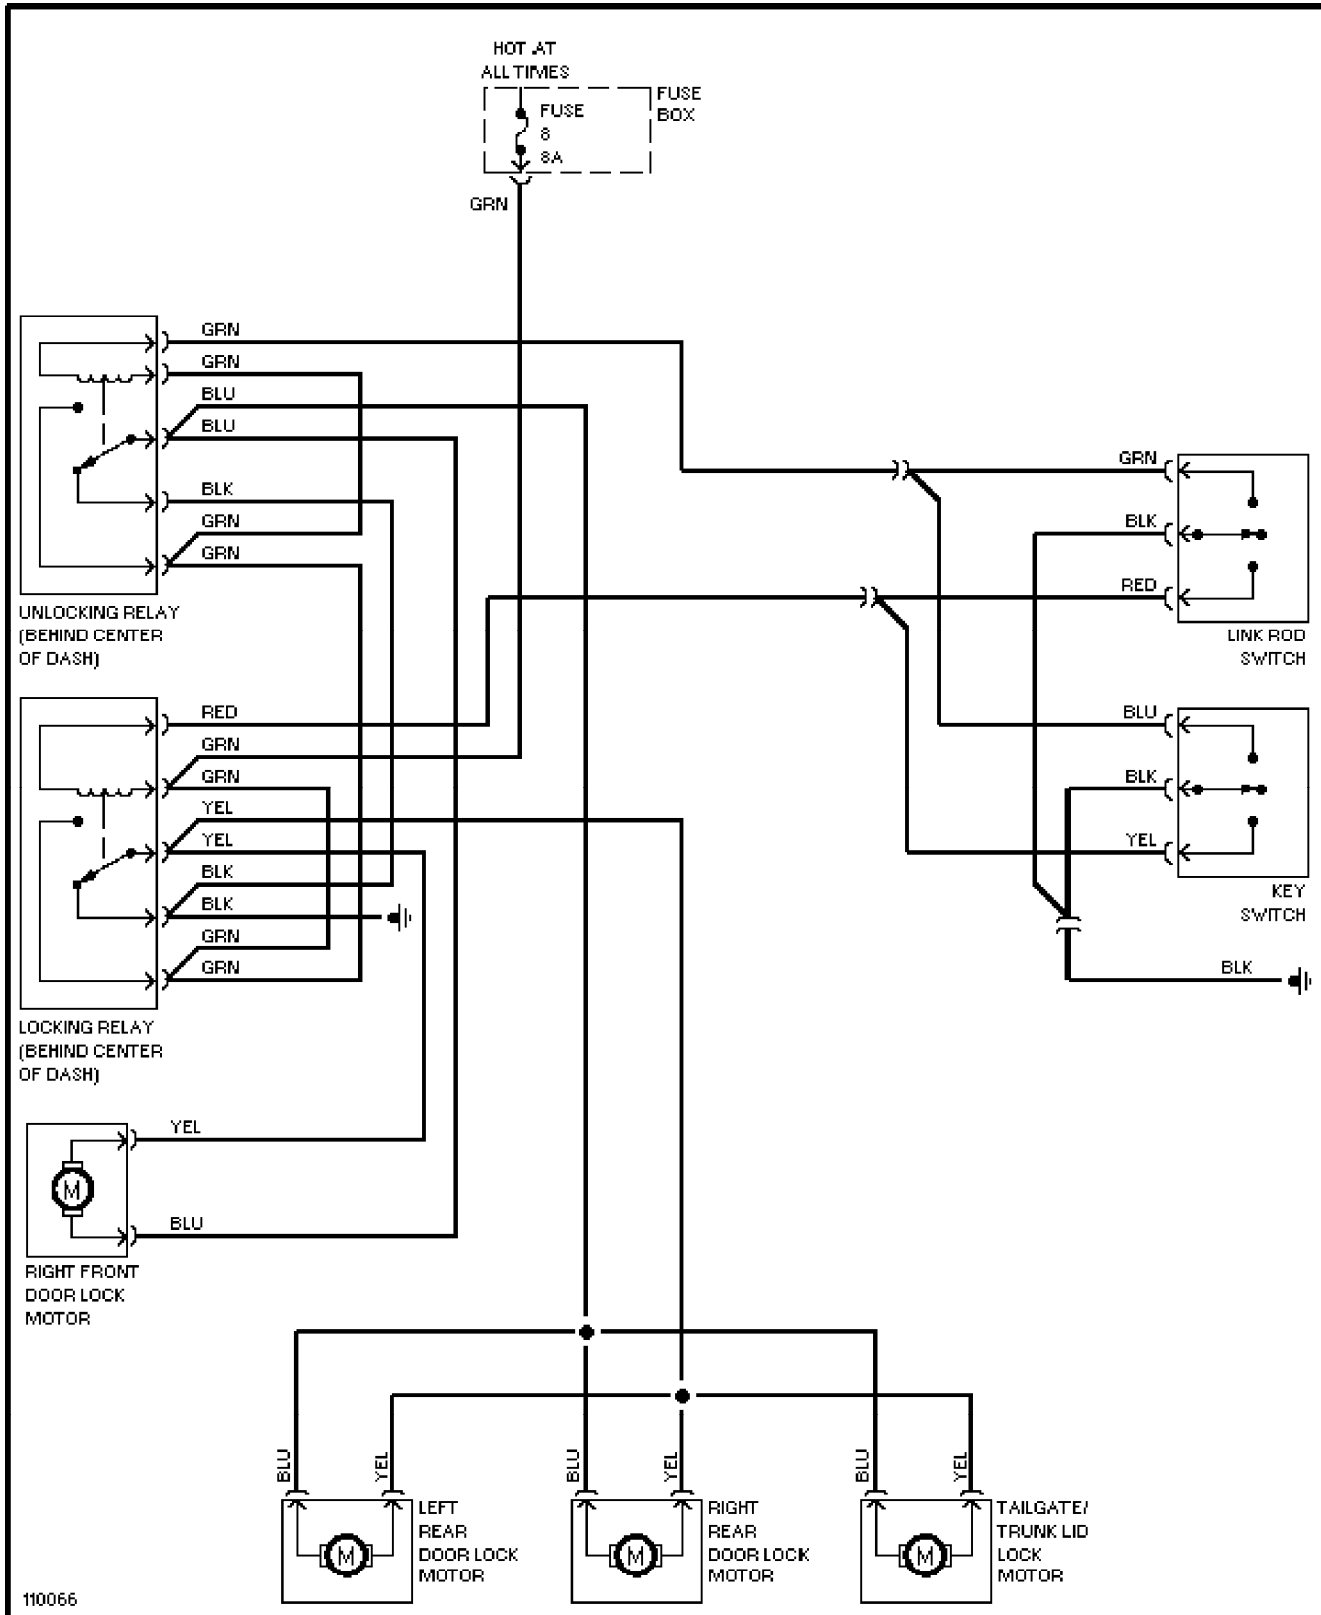 HOT AT
ALL TIMES
FUSE
BOX
FUSE
8
8A
GRN
GRN
GRN
BLU
BLU
BLK
GRN
GRN
UNLOCKING RELAY
(BEHIND CENTER
OF DASH)
GRN
BLK
RED
LINK ROD
SWITCH
RED
GRN
GRN
YEL
YEL
BLK
BLK
GRN
GRN
LOCKING RELAY
(BEHIND CENTER
OF DASH)
BLU
BLK
YEL
KEY
SWITCH
BLK
YEL
M
BLU
RIGHT FRONT
DOOR LOCK
MOTOR
BLU
YEL
BLU
YEL
BLU
YEL
M
LEFT
REAR
DOOR LOCK
MOTOR
M
RIGHT
REAR
DOOR LOCK
MOTOR
M
TAILGATE/
TRUNK LID
LOCK
MOTOR
110066